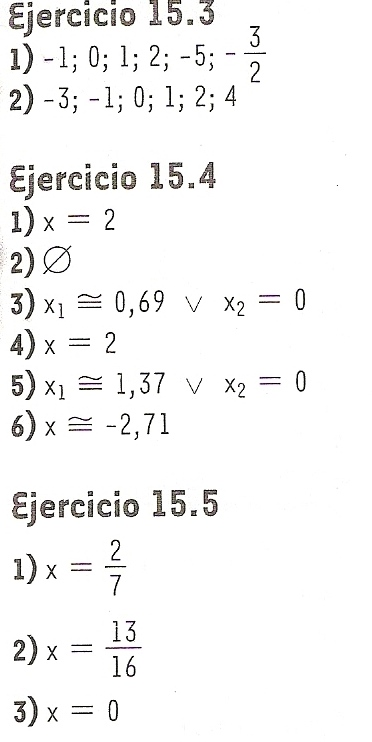 Ejercicio 15.3
1) -1; 0; 1; 2; -5; -3/2
2) -3; -1; 0; 1; 2; 4
Ejercicio 15.4
1) x = 2
2) ∅
3) x₁ ≅ 0,69 ∨ x₂ = 0
4) x = 2
5) x₁ ≅ 1,37 ∨ x₂ = 0
6) x ≅ -2,71
Ejercicio 15.5
1) x = 2/7
2) x = 13/16
3) x = 0